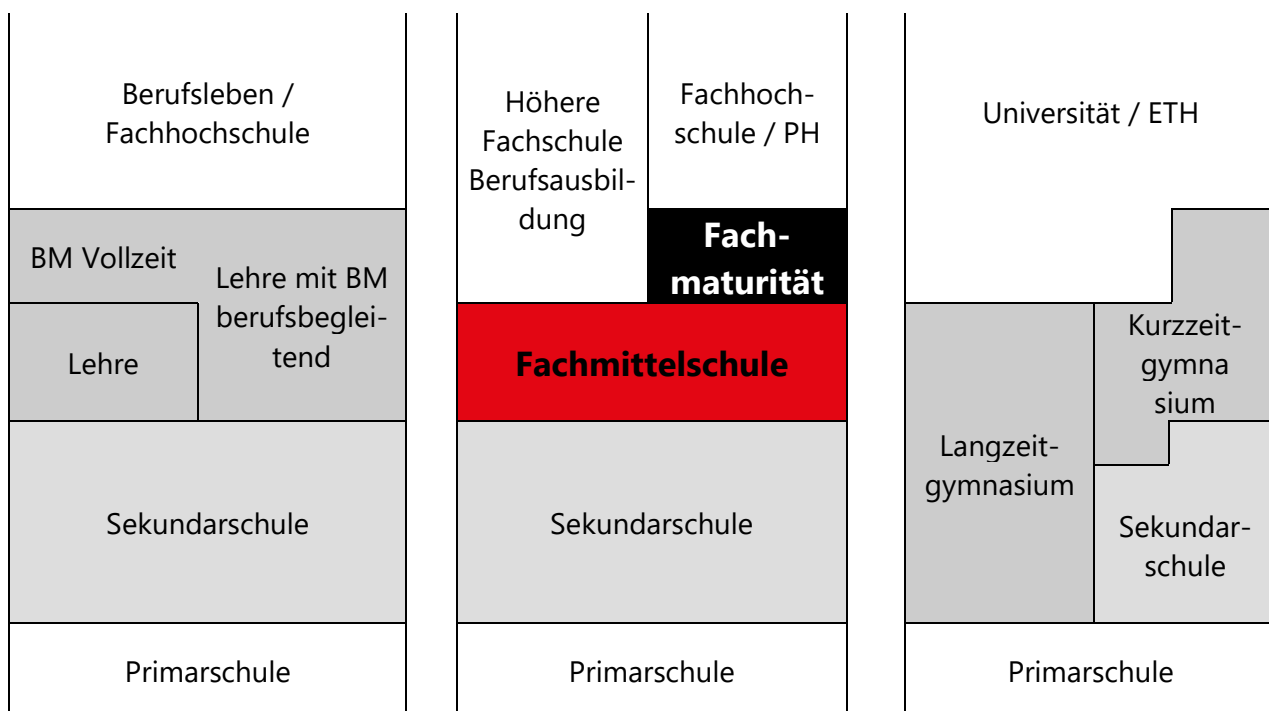 Berufsleben /
Fachhochschule
BM Vollzeit
Lehre mit BM
berufsbeglei-
tend
Lehre
Sekundarschule
Primarschule
Höhere
Fachschule
Berufsausbil-
dung
Fachhoch-
schule / PH
Fach-
maturität
Fachmittelschule
Sekundarschule
Primarschule
Universität / ETH
Kurzzeit-
gymna
sium
Langzeit-
gymnasium
Sekundar-
schule
Primarschule